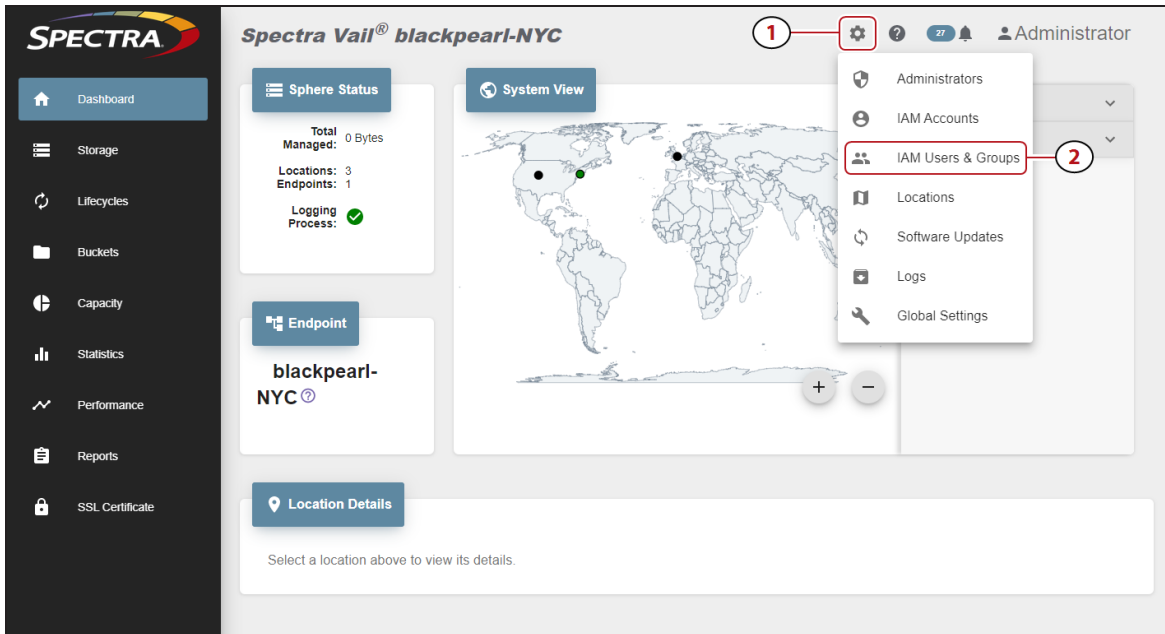 SPECTRA
Spectra Vail® blackpearl-NYC
1
27
Administrator
Dashboard
Storage
Lifecycles
Buckets
Capacity
Statistics
Performance
Reports
SSL Certificate
Sphere Status
Total Managed: 0 Bytes
Locations: 3
Endpoints: 1
Logging Process:
System View
+
−
Administrators
IAM Accounts
IAM Users & Groups
2
Locations
Software Updates
Logs
Global Settings
Endpoint
blackpearl-
NYC
Location Details
Select a location above to view its details.